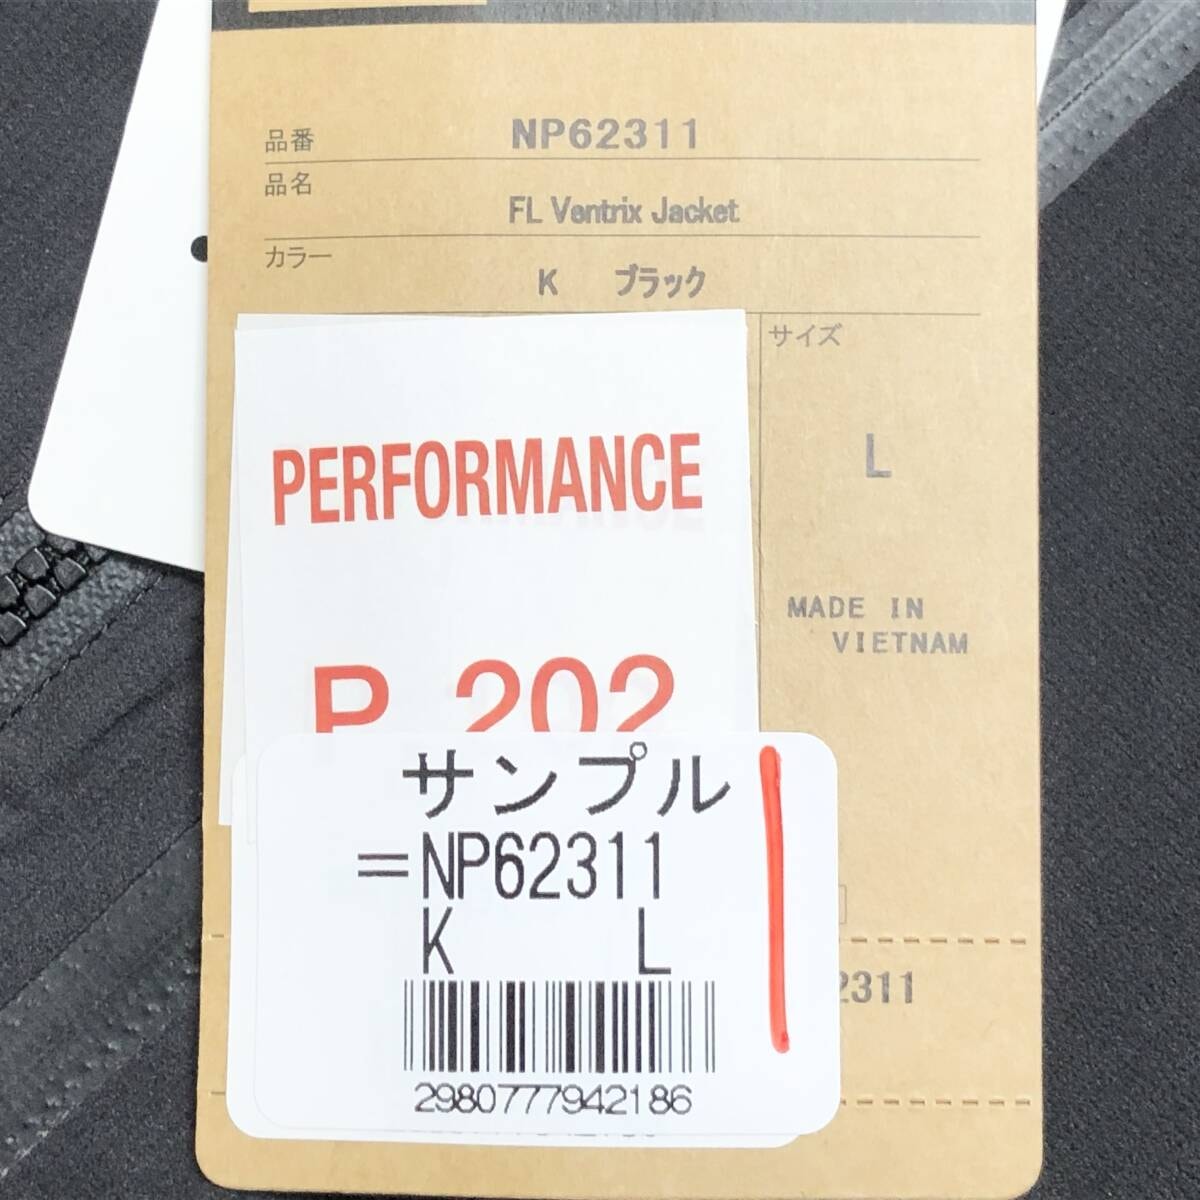 品番 NP62311
品名
FL Ventrix Jacket
カラー
K ブラック
サイズ
L
MADE IN
VIETNAM
PERFORMANCE
P 202
サンプル
=NP62311
K L
2980777942186
2311